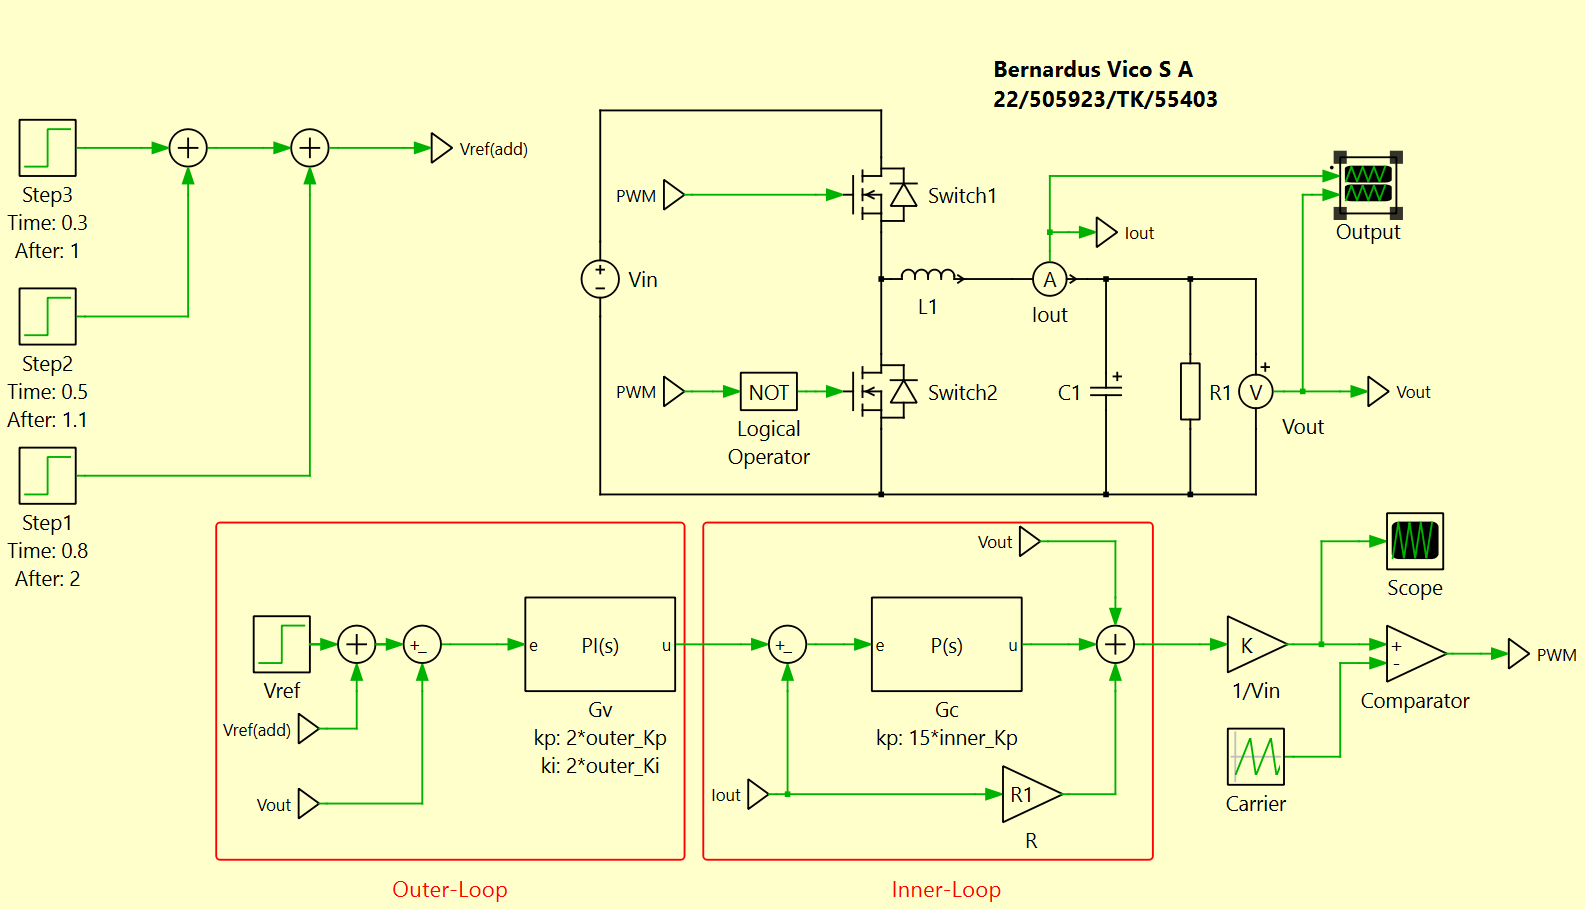 Bernardus Vico S A
22/505923/TK/55403
Step3
Time: 0.3
After: 1
Vref(add)
Step2
Time: 0.5
After: 1.1
Step1
Time: 0.8
After: 2
PWM
Switch1
Vin
L1
A
Iout
Iout
Output
PWM
NOT
Logical
Operator
Switch2
C1
R1
V
Vout
Vout
Vref
Vref(add)
Vout
e
PI(s)
u
Gv
kp: 2*outer_Kp
ki: 2*outer_Ki
Outer-Loop
Vout
e
P(s)
u
Gc
kp: 15*inner_Kp
Iout
R1
R
Inner-Loop
K
1/Vin
Scope
Comparator
PWM
Carrier